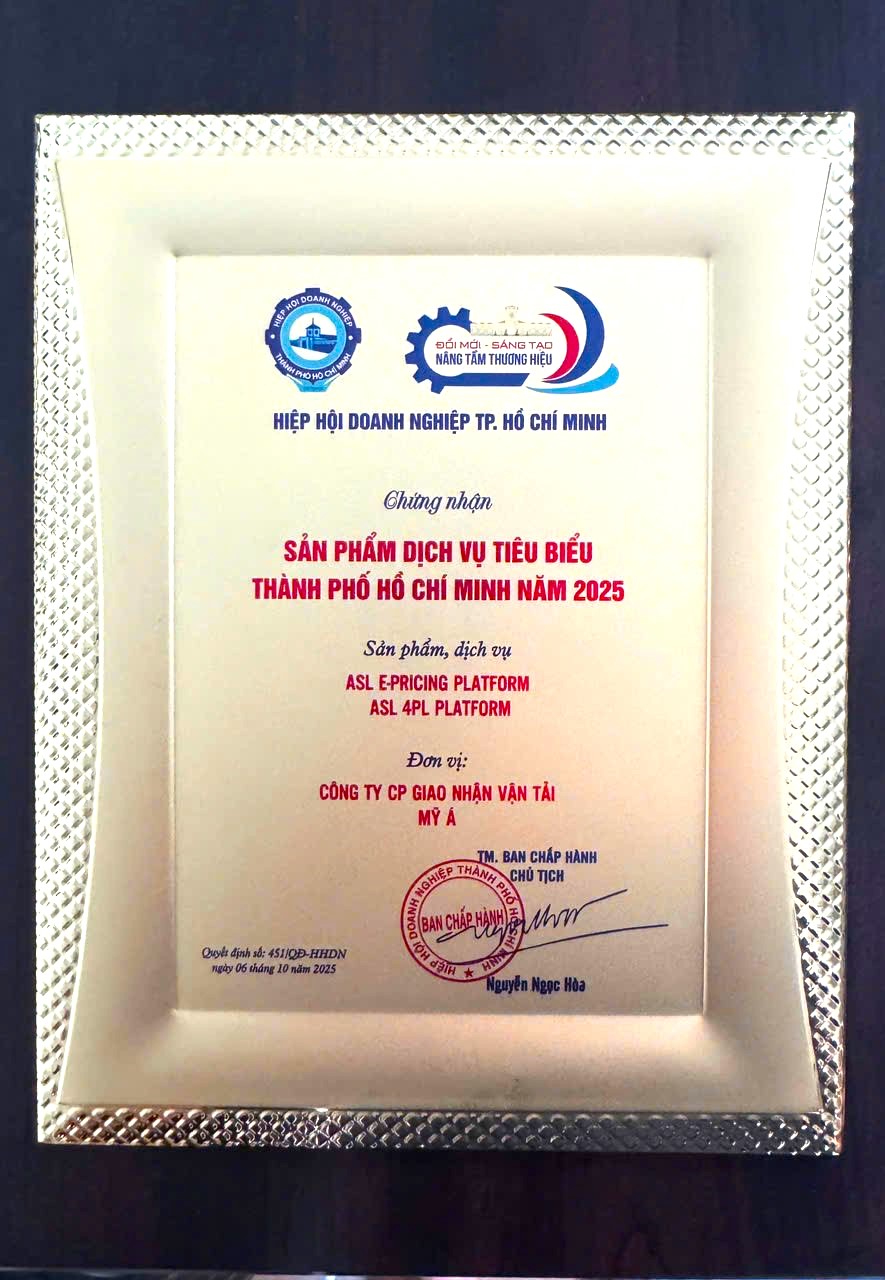 HIỆP HỘI DOANH NGHIỆP
THÀNH PHỐ HỒ CHÍ MINH
ĐỔI MỚI - SÁNG TẠO
NÂNG TẦM THƯƠNG HIỆU
HIỆP HỘI DOANH NGHIỆP TP. HỒ CHÍ MINH
Chứng nhận
SẢN PHẨM DỊCH VỤ TIÊU BIỂU
THÀNH PHỐ HỒ CHÍ MINH NĂM 2025
Sản phẩm, dịch vụ
ASL E-PRICING PLATFORM
ASL 4PL PLATFORM
Đơn vị:
CÔNG TY CP GIAO NHẬN VẬN TẢI
MỸ Á
TM. BAN CHẤP HÀNH
CHỦ TỊCH
HIỆP HỘI DOANH NGHIỆP THÀNH PHỐ HỒ CHÍ MINH
BAN CHẤP HÀNH
Quyết định số: 451/QĐ-HHDN
ngày 06 tháng 10 năm 2025
Nguyễn Ngọc Hòa